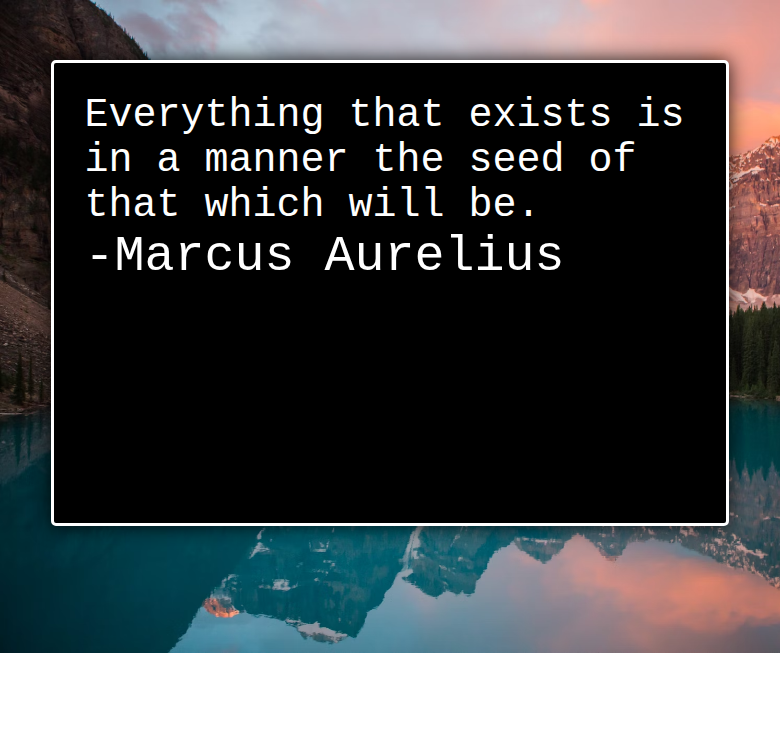 Everything that exists is
in a manner the seed of
that which will be.
-Marcus Aurelius